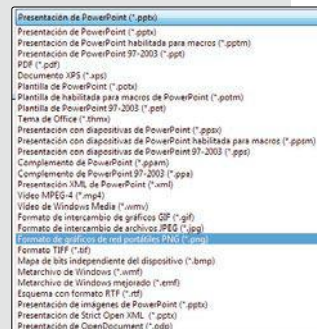 Presentación de PowerPoint (*.pptx)
Presentación de PowerPoint (*.pptx)
Presentación de PowerPoint habilitada para macros (*.pptm)
Presentación de PowerPoint 97-2003 (*.ppt)
PDF (*.pdf)
Documento XPS (*.xps)
Plantilla de PowerPoint (*.potx)
Plantilla de habilitada para macros de PowerPoint (*.potm)
Plantilla de PowerPoint 97-2003 (*.pot)
Tema de Office (*.thmx)
Presentación con diapositivas de PowerPoint (*.ppsx)
Presentación con diapositivas de PowerPoint habilitada para macros (*.ppsm)
Presentación con diapositivas de PowerPoint 97-2003 (*.pps)
Complemento de PowerPoint (*.ppam)
Complemento de PowerPoint 97-2003 (*.ppa)
Presentación XML de PowerPoint (*.xml)
Video MPEG-4 (*.mp4)
Video de Windows Media (*.wmv)
Formato de intercambio de gráficos GIF (*.gif)
Formato de intercambio de archivos JPEG (*.jpg)
Formato de gráficos de red portátiles PNG (*.png)
Formato TIFF (*.tif)
Mapa de bits independiente del dispositivo (*.bmp)
Metarchivo de Windows (*.wmf)
Metarchivo de Windows mejorado (*.emf)
Esquema con formato RTF (*.rtf)
Presentación de imágenes de PowerPoint (*.pptx)
Presentación de Strict Open XML (*.pptx)
Presentación de OpenDocument (*.odp)